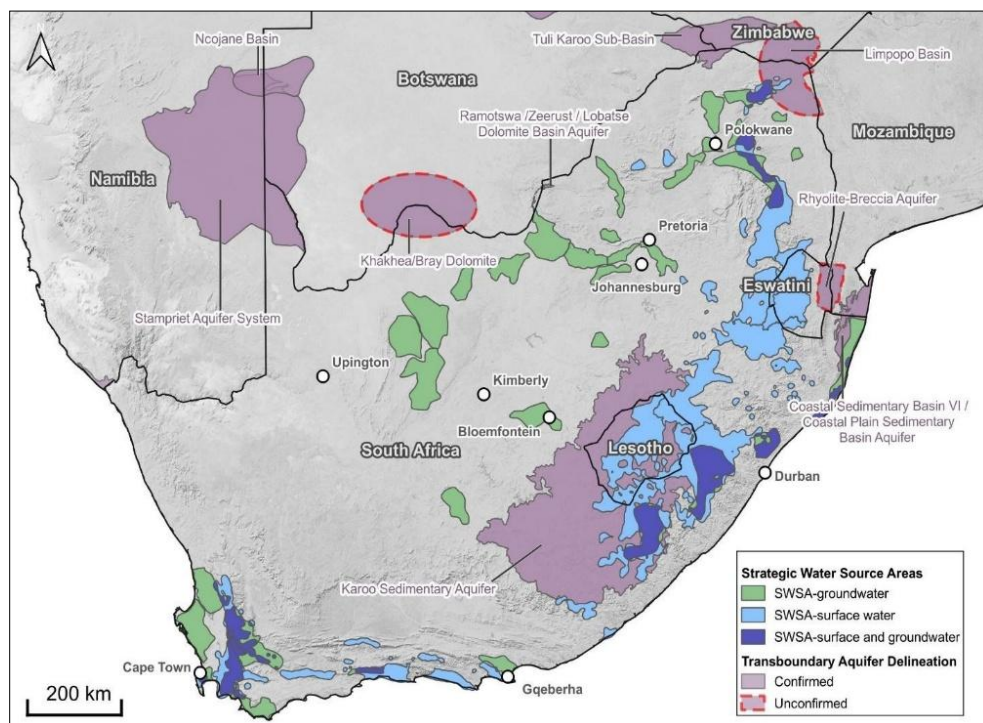 Ncojane Basin
Tuli Karoo Sub-Basin
Zimbabwe
Limpopo Basin
Botswana
Ramotswa /Zeerust / Lobatse
Dolomite Basin Aquifer
Polokwane
Mozambique
Namibia
Rhyolite-Breccia Aquifer
Pretoria
Khakhea/Bray Dolomite
Johannesburg
Eswatini
Stampriet Aquifer System
Upington
Kimberly
Coastal Sedimentary Basin VI /
Coastal Plain Sedimentary
Basin Aquifer
Bloemfontein
South Africa
Lesotho
Durban
Karoo Sedimentary Aquifer
Cape Town
Gqeberha
200 km
Strategic Water Source Areas
SWSA-groundwater
SWSA-surface water
SWSA-surface and groundwater
Transboundary Aquifer Delineation
Confirmed
Unconfirmed